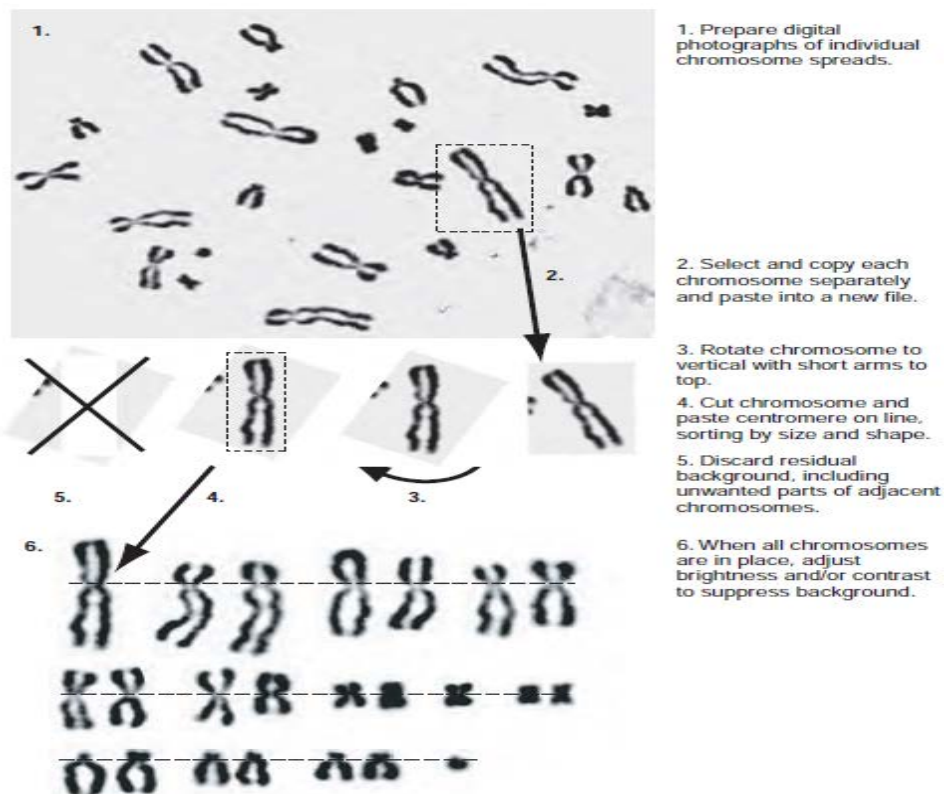 1.
1. Prepare digital
photographs of individual
chromosome spreads.
2.
2. Select and copy each
chromosome separately
and paste into a new file.
3. Rotate chromosome to
vertical with short arms to
top.
4. Cut chromosome and
paste centromere on line,
sorting by size and shape.
5. Discard residual
background, including
unwanted parts of adjacent
chromosomes.
5.
4.
3.
6.
6. When all chromosomes
are in place, adjust
brightness and/or contrast
to suppress background.